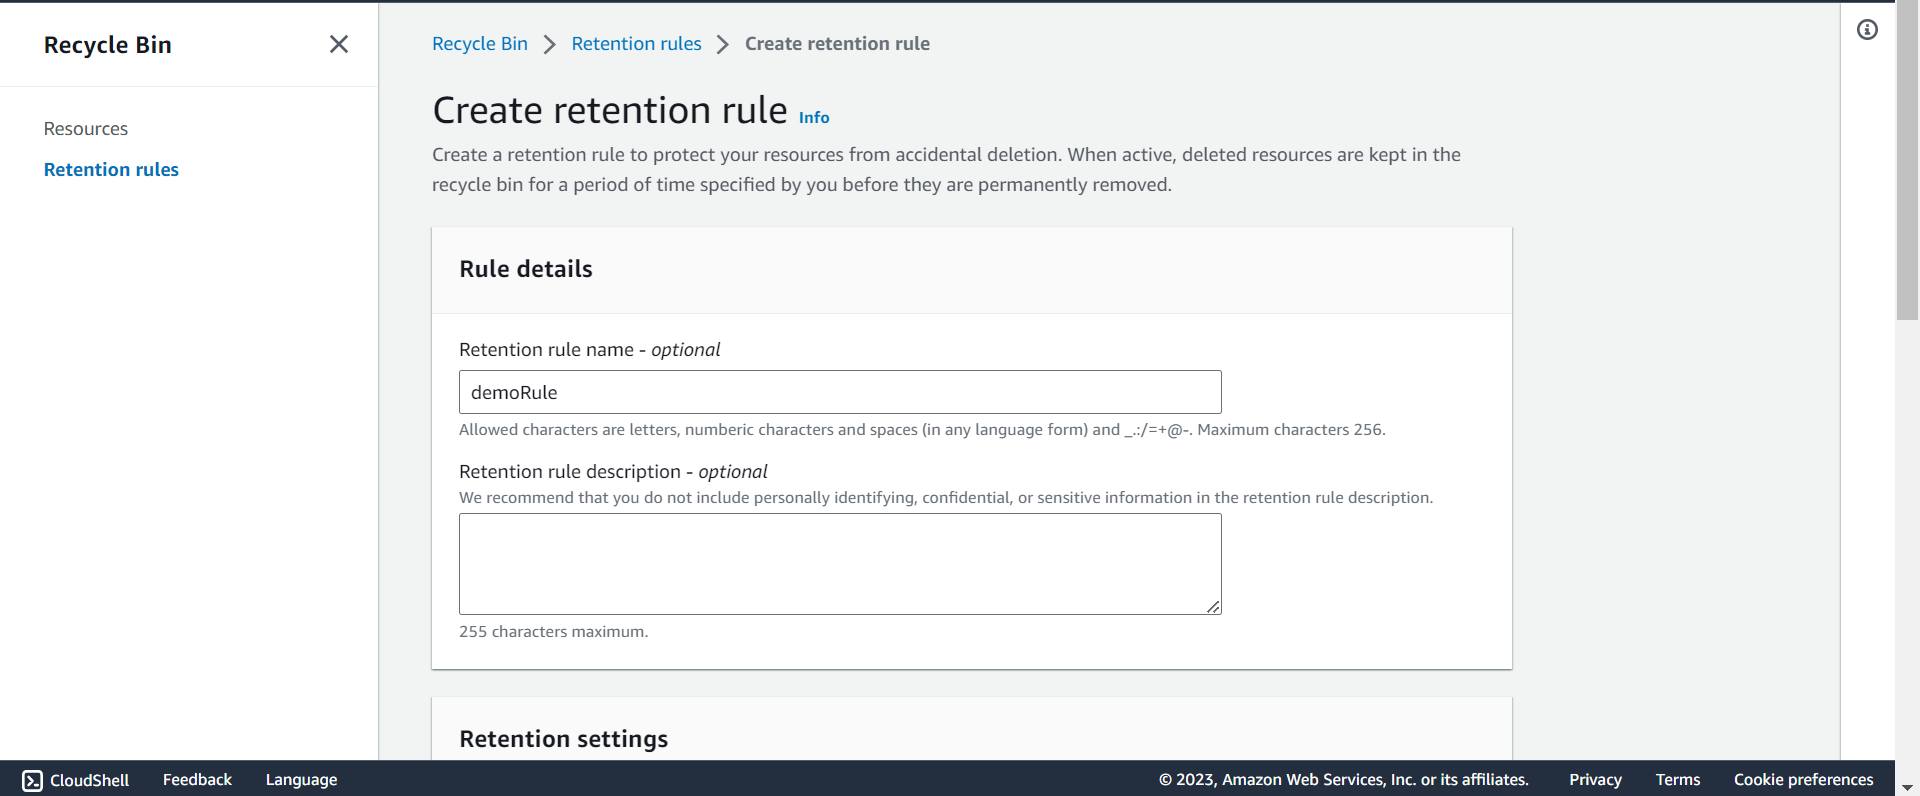 Recycle Bin
Resources
Retention rules
Recycle Bin > Retention rules > Create retention rule
Create retention rule Info
Create a retention rule to protect your resources from accidental deletion. When active, deleted resources are kept in the
recycle bin for a period of time specified by you before they are permanently removed.
Rule details
Retention rule name - optional
demoRule
Allowed characters are letters, numberic characters and spaces (in any language form) and _.:/=+@-. Maximum characters 256.
Retention rule description - optional
We recommend that you do not include personally identifying, confidential, or sensitive information in the retention rule description.
255 characters maximum.
Retention settings
CloudShell Feedback Language © 2023, Amazon Web Services, Inc. or its affiliates. Privacy Terms Cookie preferences